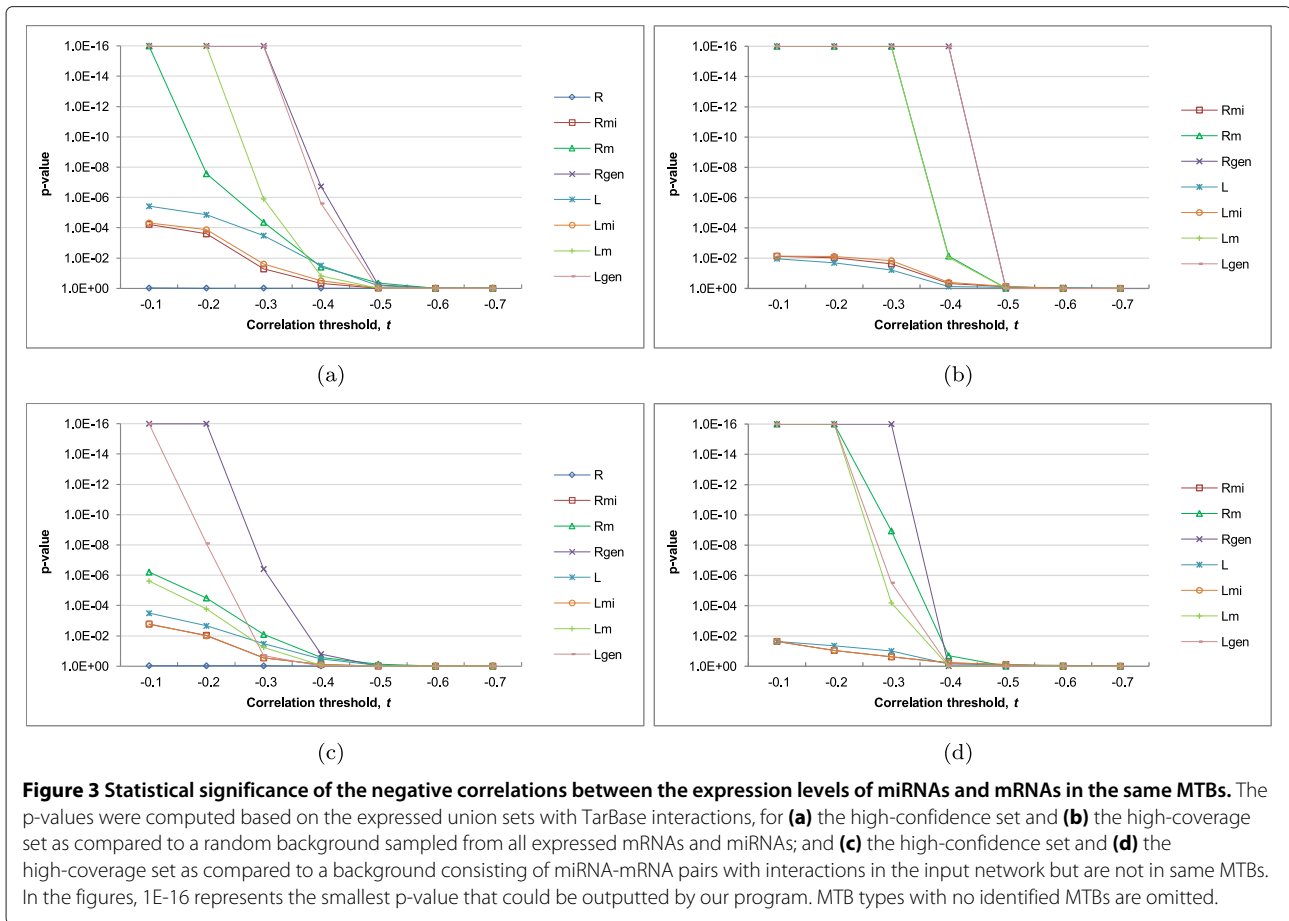 1.0E-16
1.0E-14
1.0E-12
1.0E-10
1.0E-08
1.0E-06
1.0E-04
1.0E-02
1.0E+00
p-value
-0.1 -0.2 -0.3 -0.4 -0.5 -0.6 -0.7
Correlation threshold, t
R
Rmi
Rm
Rgen
L
Lmi
Lm
Lgen
(a)
1.0E-16
1.0E-14
1.0E-12
1.0E-10
1.0E-08
1.0E-06
1.0E-04
1.0E-02
1.0E+00
p-value
-0.1 -0.2 -0.3 -0.4 -0.5 -0.6 -0.7
Correlation threshold, t
Rmi
Rm
Rgen
L
Lmi
Lm
Lgen
(b)
1.0E-16
1.0E-14
1.0E-12
1.0E-10
1.0E-08
1.0E-06
1.0E-04
1.0E-02
1.0E+00
p-value
-0.1 -0.2 -0.3 -0.4 -0.5 -0.6 -0.7
Correlation threshold, t
R
Rmi
Rm
Rgen
L
Lmi
Lm
Lgen
(c)
1.0E-16
1.0E-14
1.0E-12
1.0E-10
1.0E-08
1.0E-06
1.0E-04
1.0E-02
1.0E+00
p-value
-0.1 -0.2 -0.3 -0.4 -0.5 -0.6 -0.7
Correlation threshold, t
Rmi
Rm
Rgen
L
Lmi
Lm
Lgen
(d)
Figure 3 Statistical significance of the negative correlations between the expression levels of miRNAs and mRNAs in the same MTBs. The
p-values were computed based on the expressed union sets with TarBase interactions, for (a) the high-confidence set and (b) the high-coverage
set as compared to a random background sampled from all expressed mRNAs and miRNAs; and (c) the high-confidence set and (d) the
high-coverage set as compared to a background consisting of miRNA-mRNA pairs with interactions in the input network but are not in same MTBs.
In the figures, 1E-16 represents the smallest p-value that could be outputted by our program. MTB types with no identified MTBs are omitted.